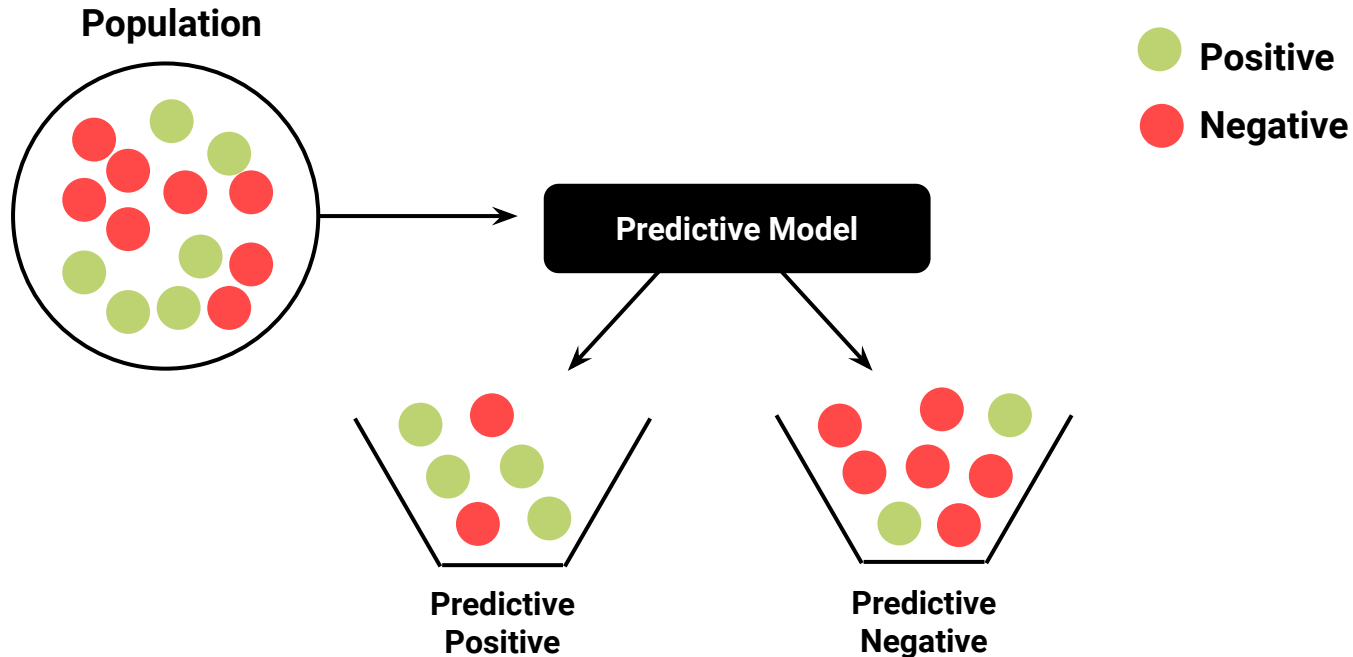 Population
Positive
Negative
Predictive Model
Predictive
Positive
Predictive
Negative